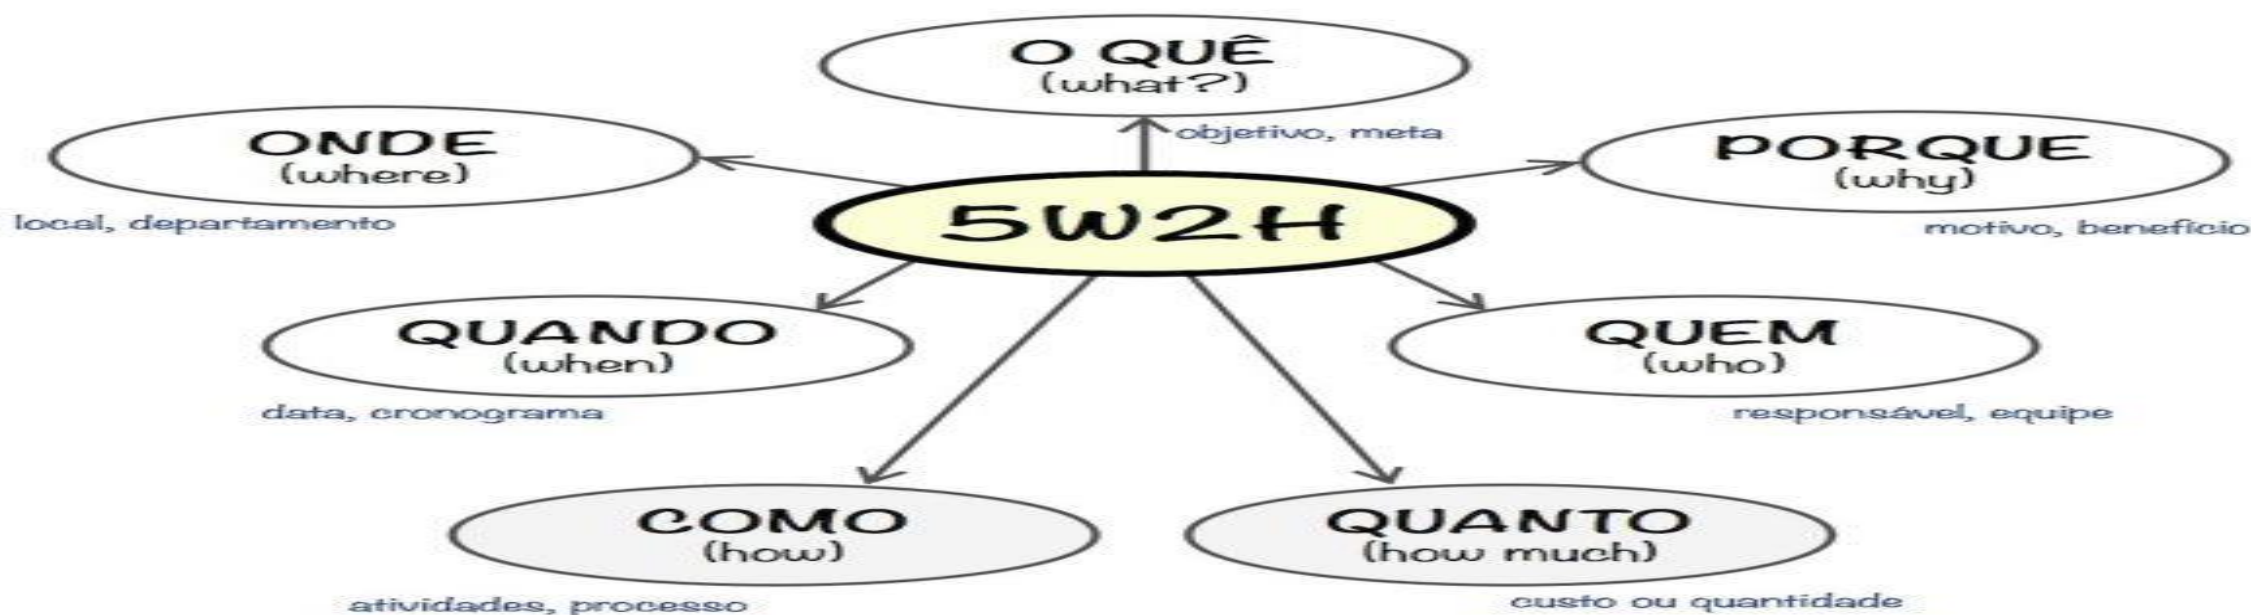 O QUÊ
(what?)
objetivo, meta
ONDE
(where)
local, departamento
PORQUE
(why)
motivo, benefício
5W2H
QUANDO
(when)
data, cronograma
QUEM
(who)
responsável, equipe
COMO
(how)
atividades, processo
QUANTO
(how much)
custo ou quantidade